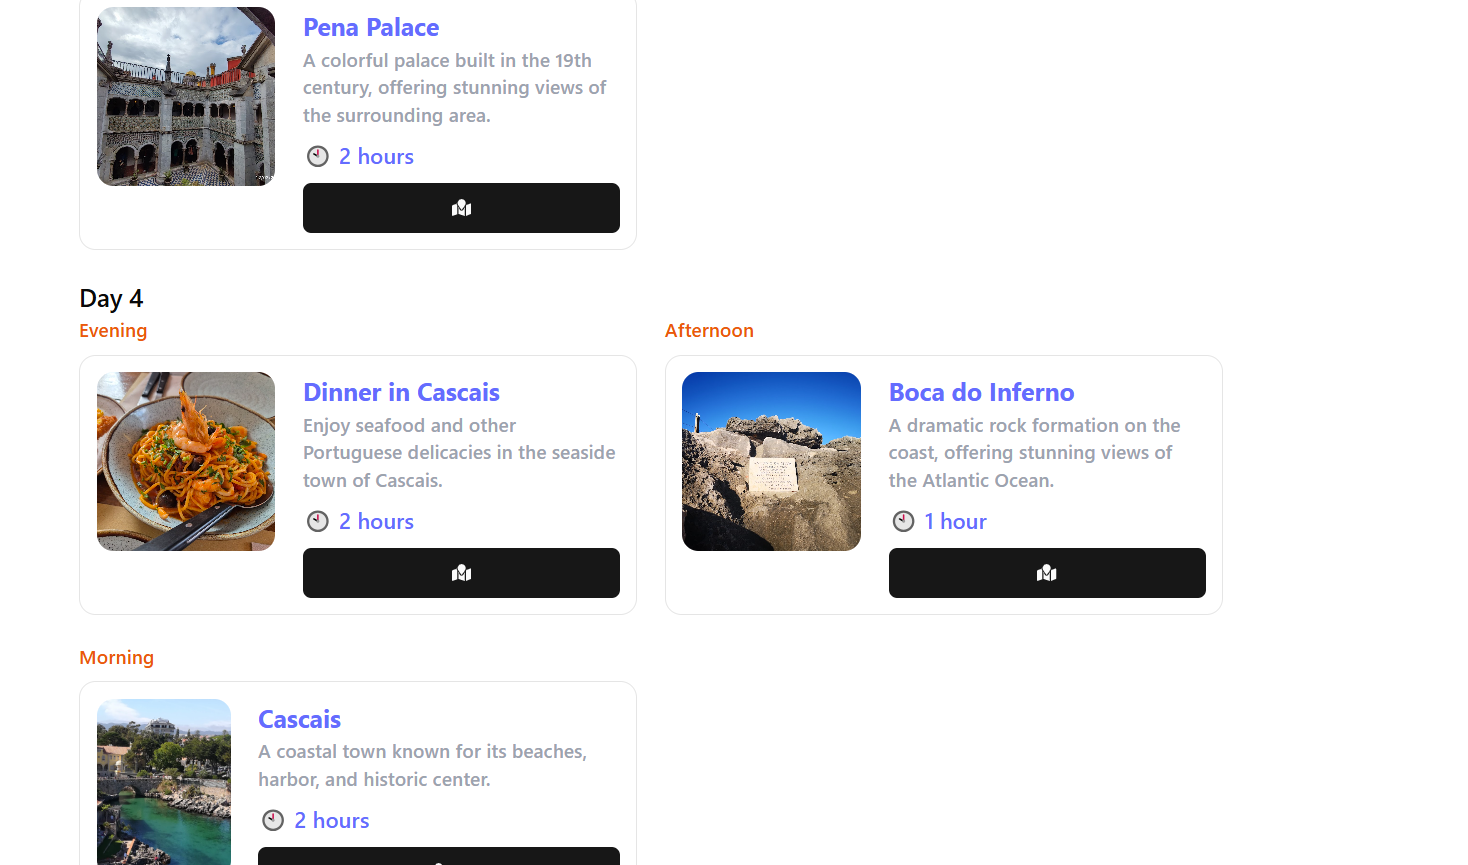 Pena Palace
A colorful palace built in the 19th
century, offering stunning views of
the surrounding area.
2 hours
Day 4
Evening
Dinner in Cascais
Enjoy seafood and other
Portuguese delicacies in the seaside
town of Cascais.
2 hours
Afternoon
Boca do Inferno
A dramatic rock formation on the
coast, offering stunning views of
the Atlantic Ocean.
1 hour
Morning
Cascais
A coastal town known for its beaches,
harbor, and historic center.
2 hours